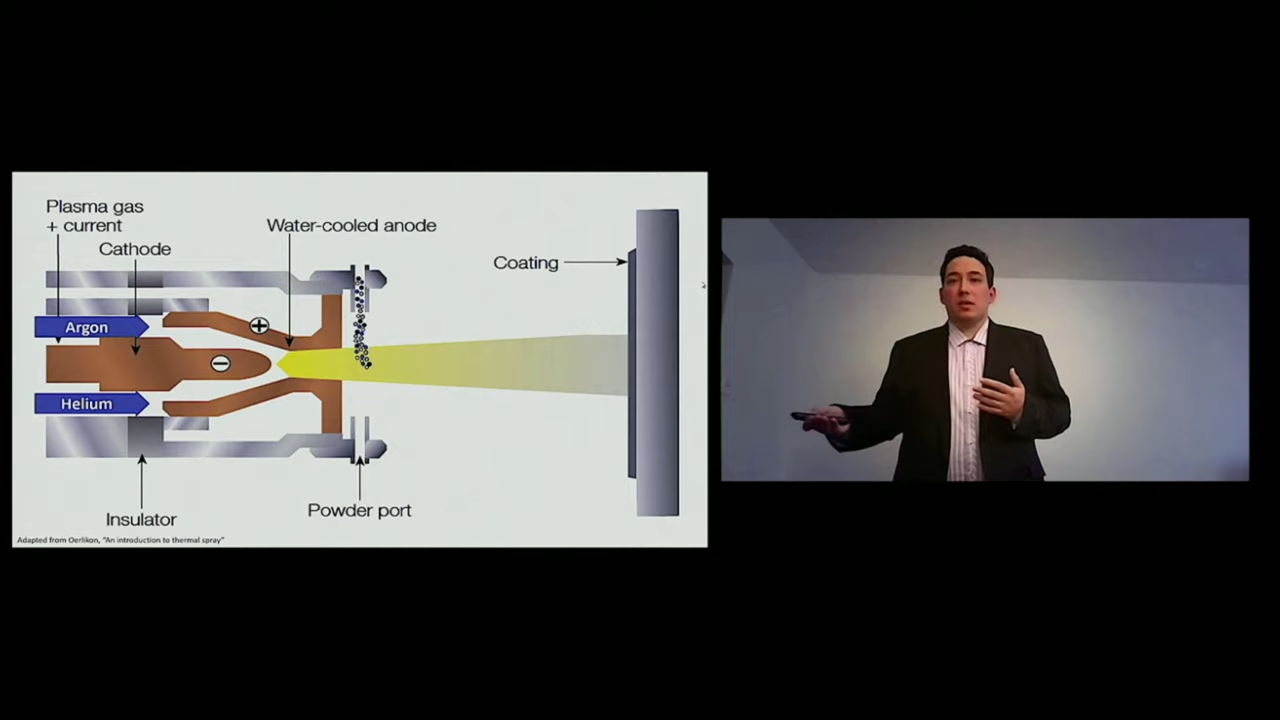 Plasma gas
+ current
Cathode
Water-cooled anode
Coating
Argon
+
−
Helium
Powder port
Insulator
Adapted from Oerlikon, "An introduction to thermal spray"